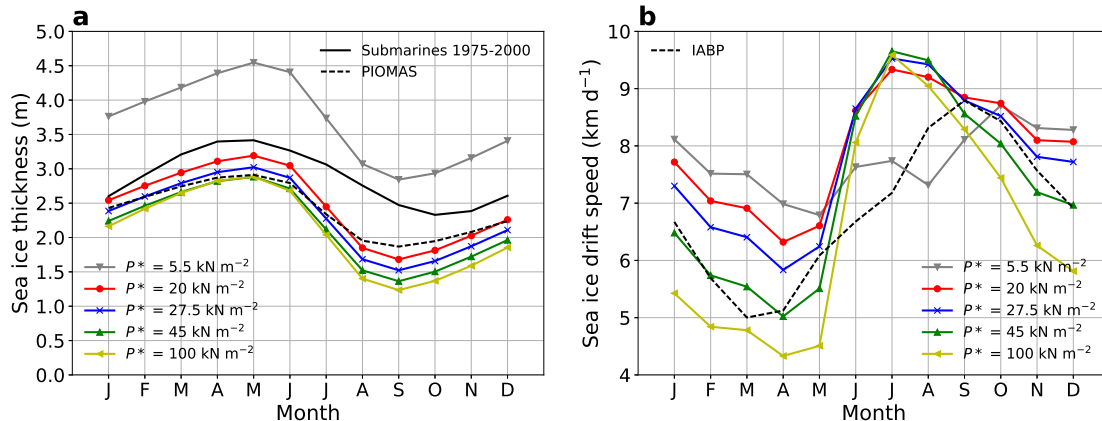 a
Sea ice thickness (m)
5.0
4.5
4.0
3.5
3.0
2.5
2.0
1.5
1.0
0.5
0.0
Submarines 1975-2000
PIOMAS
P* = 5.5 kN m⁻²
P* = 20 kN m⁻²
P* = 27.5 kN m⁻²
P* = 45 kN m⁻²
P* = 100 kN m⁻²
J F M A M J J A S O N D
Month
b
Sea ice drift speed (km d⁻¹)
10
9
8
7
6
5
4
IABP
P* = 5.5 kN m⁻²
P* = 20 kN m⁻²
P* = 27.5 kN m⁻²
P* = 45 kN m⁻²
P* = 100 kN m⁻²
J F M A M J J A S O N D
Month